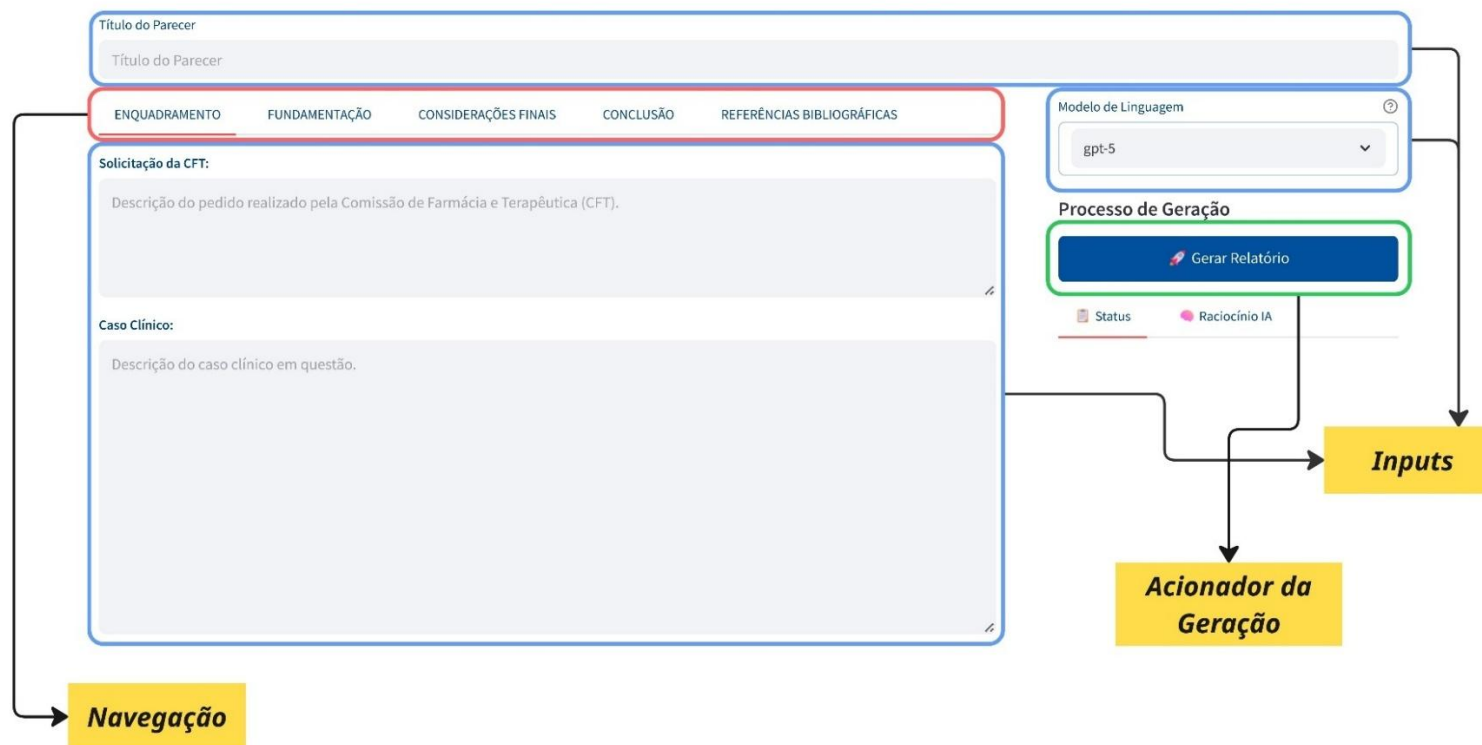 Título do Parecer
Título do Parecer
ENQUADRAMENTO FUNDAMENTAÇÃO CONSIDERAÇÕES FINAIS CONCLUSÃO REFERÊNCIAS BIBLIOGRÁFICAS
Solicitação da CFT:
Descrição do pedido realizado pela Comissão de Farmácia e Terapêutica (CFT).
Caso Clínico:
Descrição do caso clínico em questão.
Modelo de Linguagem
gpt-5
Processo de Geração
🚀 Gerar Relatório
📋 Status 🧠 Raciocínio IA
Inputs
Acionador da
Geração
Navegação